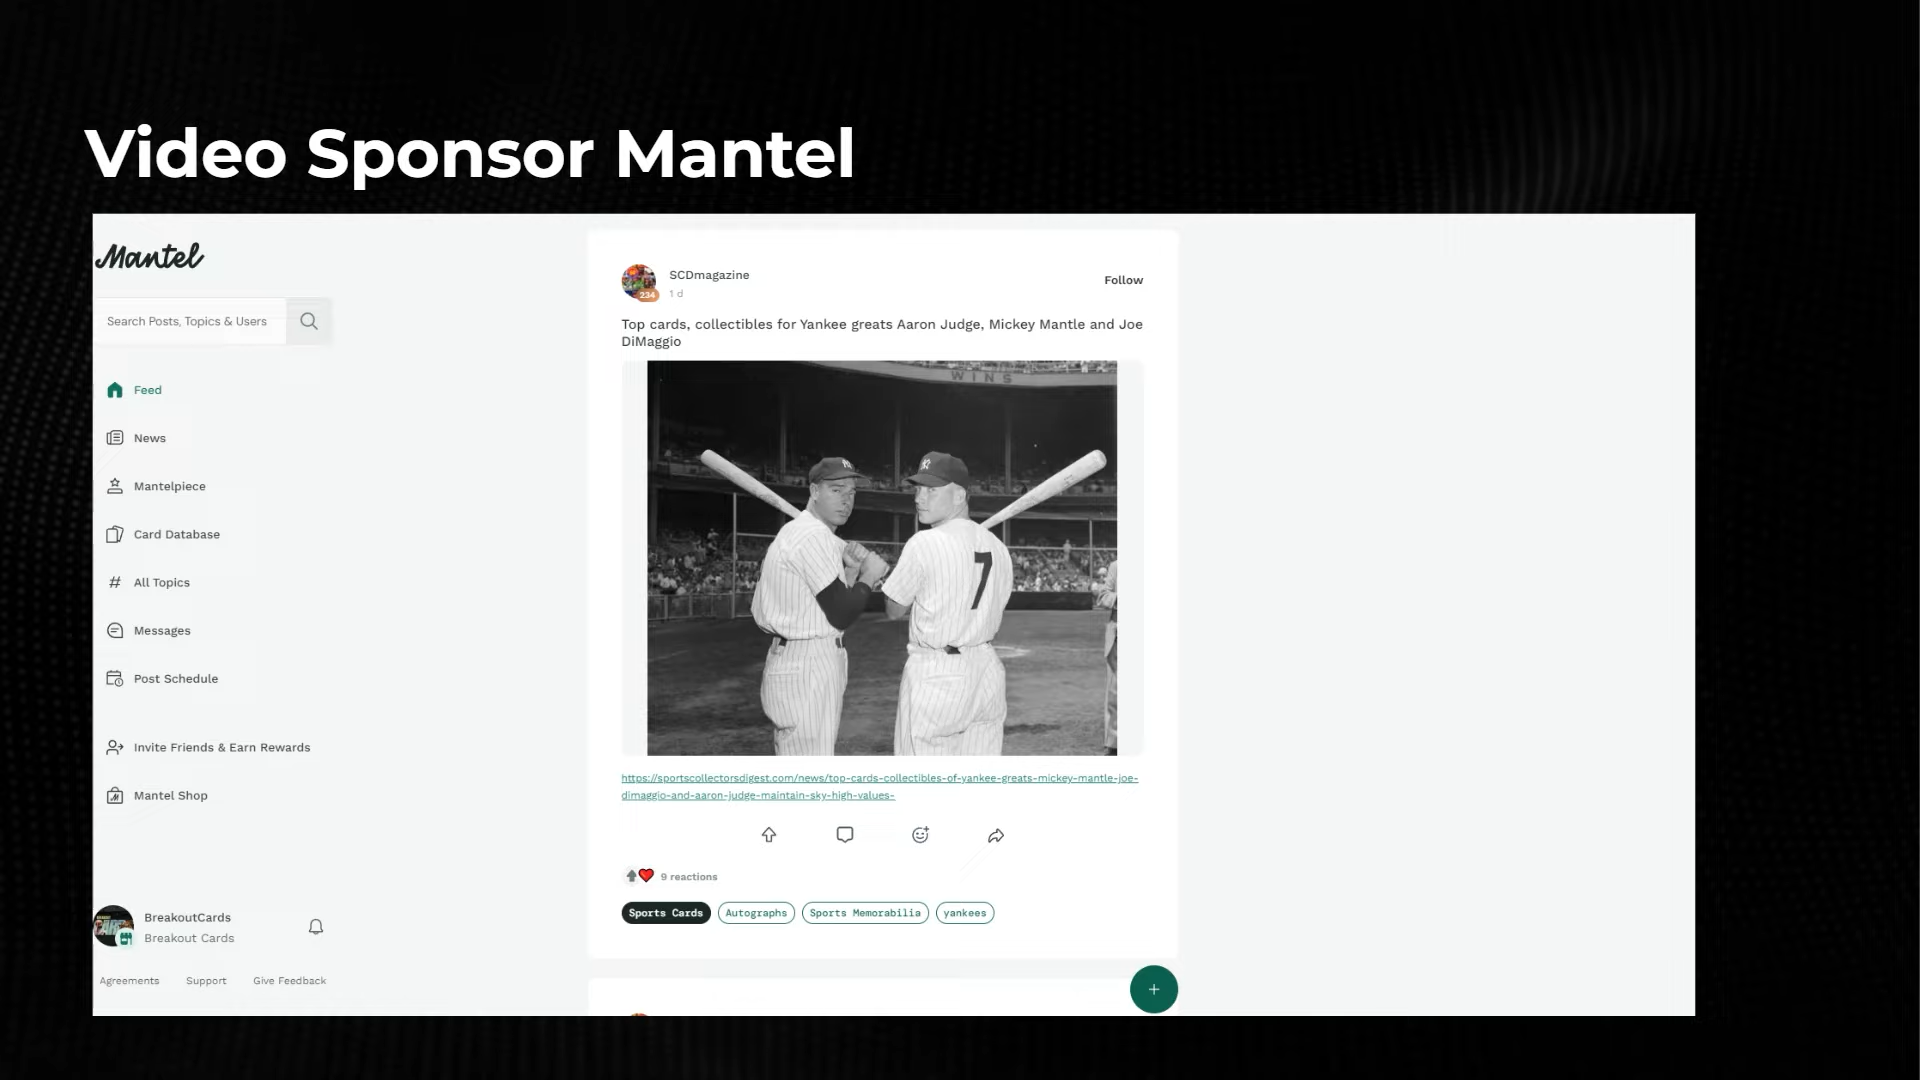 Video Sponsor Mantel
Mantel
Search Posts, Topics & Users
Feed
News
Mantelpiece
Card Database
All Topics
Messages
Post Schedule
Invite Friends & Earn Rewards
Mantel Shop
BreakoutCards
Breakout Cards
Agreements Support Give Feedback
SCDmagazine
234
1 d
Follow
Top cards, collectibles for Yankee greats Aaron Judge, Mickey Mantle and Joe
DiMaggio
WINS
7
https://sportscollectorsdigest.com/news/top-cards-collectibles-of-yankee-greats-mickey-mantle-joe-
dimaggio-and-aaron-judge-maintain-sky-high-values-
9 reactions
Sports Cards Autographs Sports Memorabilia yankees